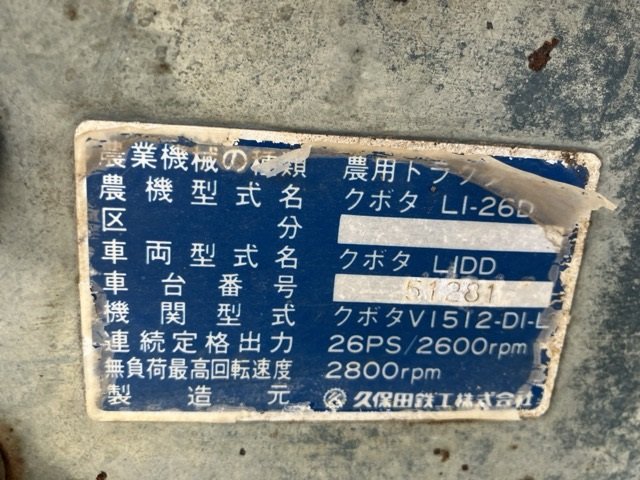 農業機械の種類 農用トラク
農機型式名 クボタ L1-26D
区分
車両型式名 クボタ L1DD
車台番号 51281
機関型式 クボタV1512-DI-L
連続定格出力 26PS/2600rpm
無負荷最高回転速度 2800rpm
製造元 久保田鉄工株式会社